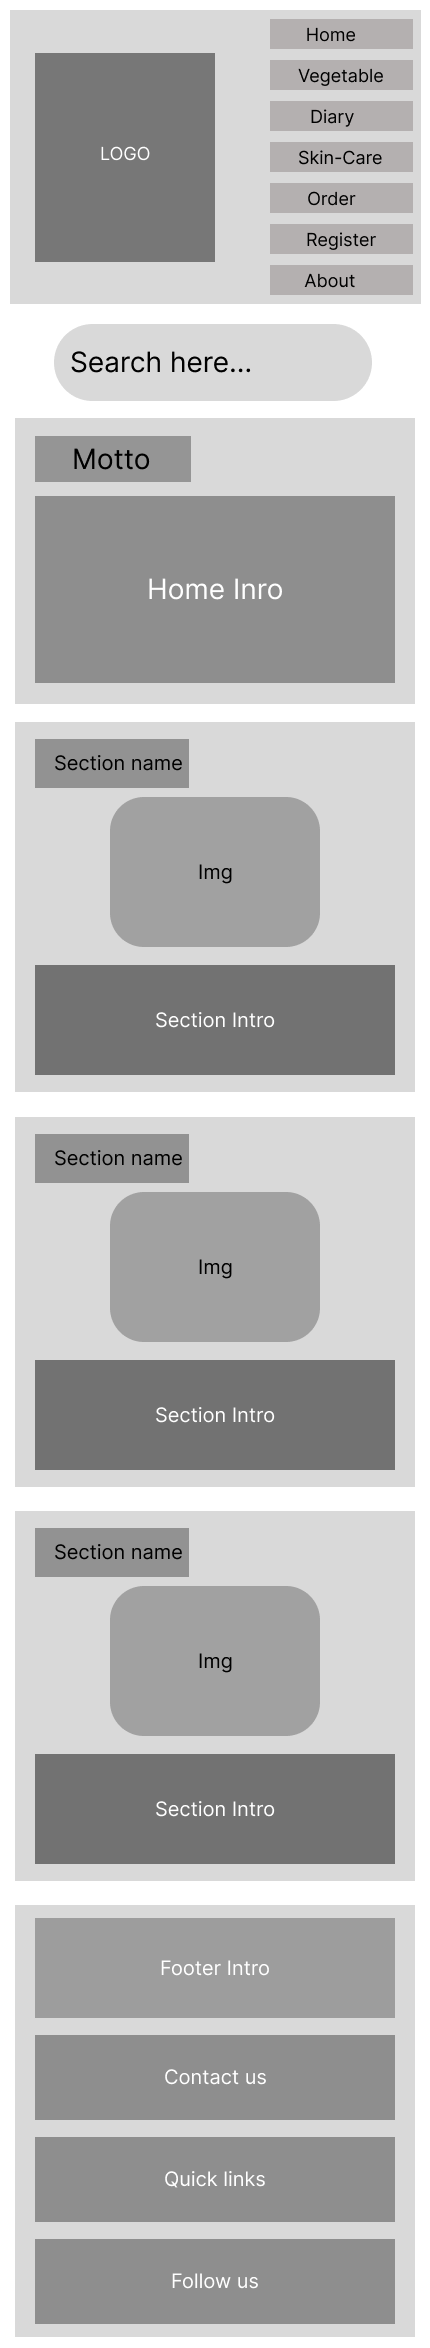 LOGO
Home
Vegetable
Diary
Skin-Care
Order
Register
About
Search here...
Motto
Home Inro
Section name
Img
Section Intro
Section name
Img
Section Intro
Section name
Img
Section Intro
Footer Intro
Contact us
Quick links
Follow us